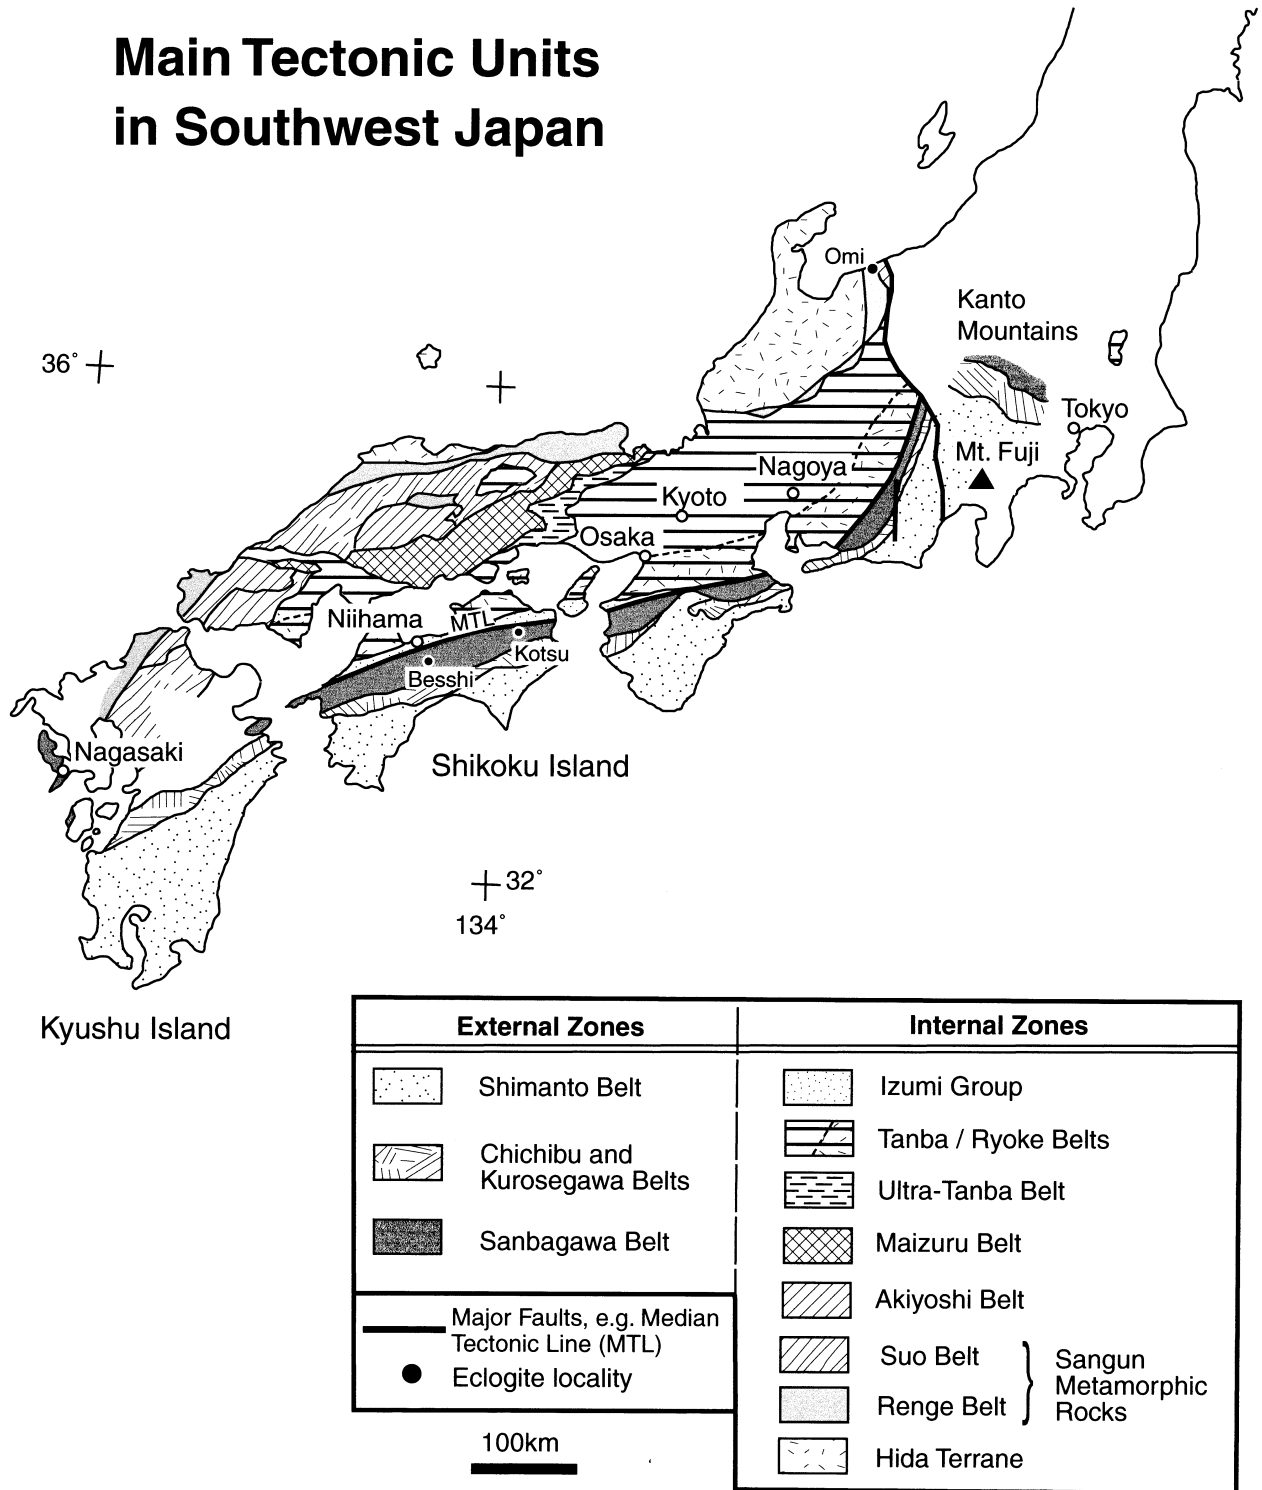 Main Tectonic Units
in Southwest Japan
Omi
Kanto
Mountains
36°
Tokyo
Mt. Fuji
Nagoya
Kyoto
Osaka
Niihama
MTL
Kotsu
Besshi
Nagasaki
Shikoku Island
32°
134°
Kyushu Island
External Zones
Shimanto Belt
Chichibu and
Kurosegawa Belts
Sanbagawa Belt
Major Faults, e.g. Median
Tectonic Line (MTL)
Eclogite locality
100km
Internal Zones
Izumi Group
Tanba / Ryoke Belts
Ultra-Tanba Belt
Maizuru Belt
Akiyoshi Belt
Suo Belt
Renge Belt
Sangun
Metamorphic
Rocks
Hida Terrane